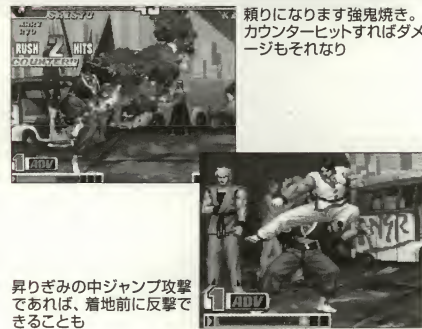 SAISYU
RYO
RUSH 2 HITS
COUNTER!!
1 ADV
頼りになります強鬼焼き。
カウンターヒットすればダメ
ージもそれなり
1 ADV
昇りぎみの中ジャンプ攻撃
であれば、着地前に反撃で
きることも